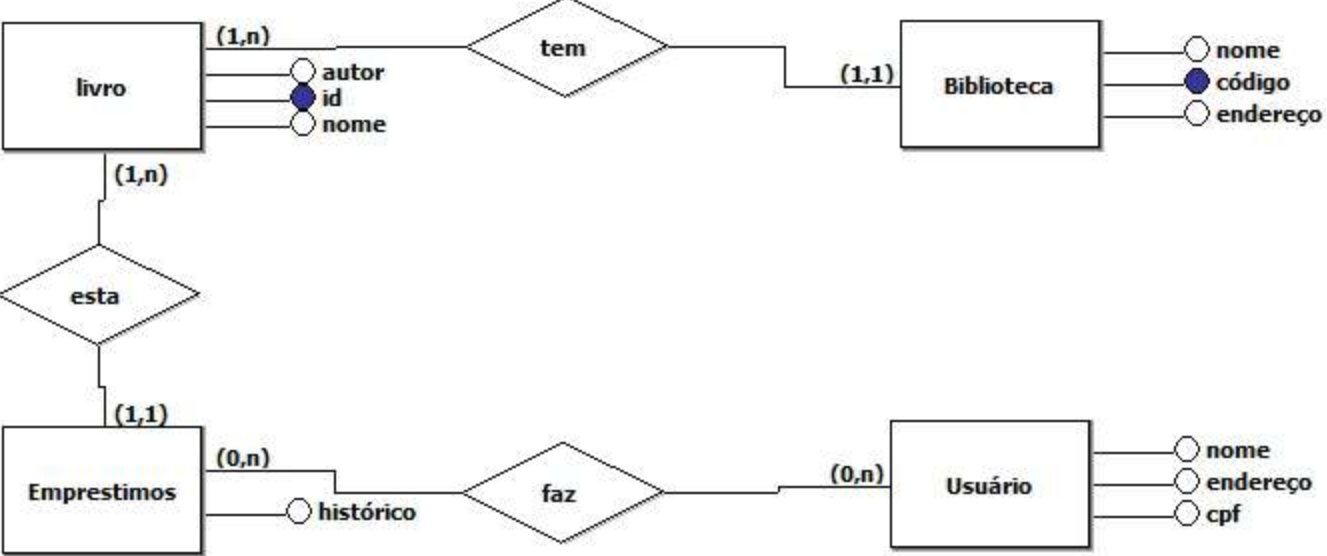 (1,n)
tem
nome
livro
autor
(1,1)
Biblioteca
código
id
endereço
nome
(1,n)
esta
(1,1)
(0,n)
(0,n)
nome
Emprestimos
faz
Usuário
endereço
histórico
cpf